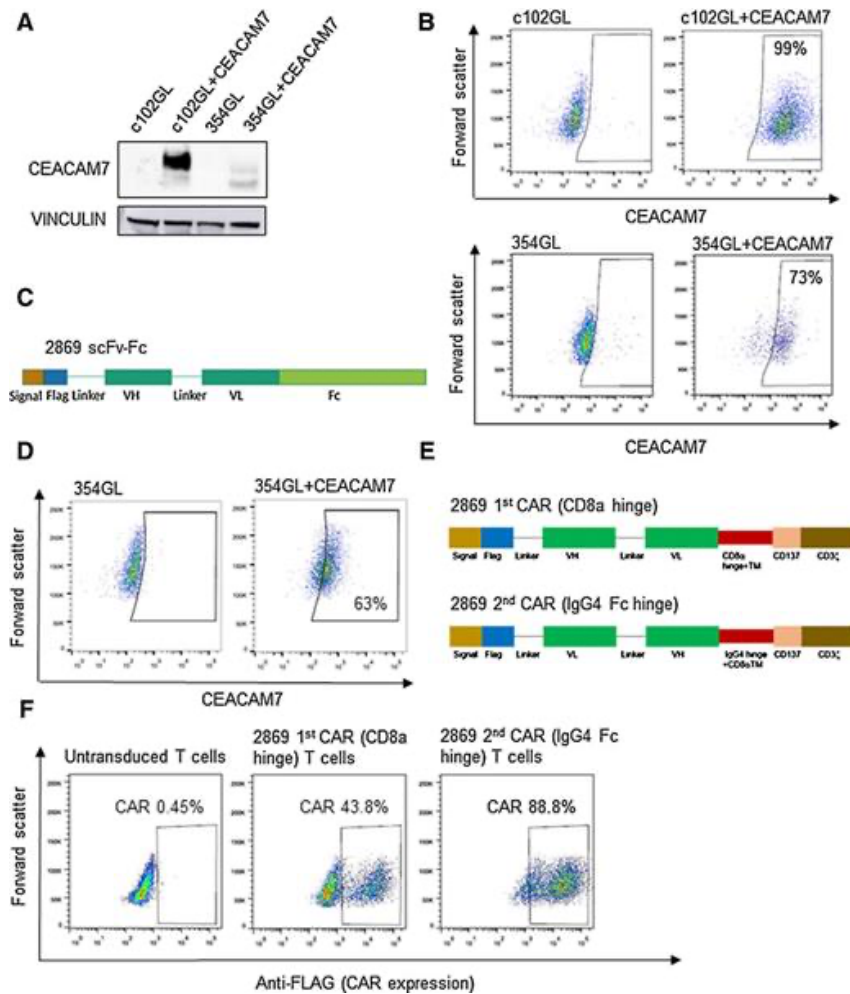 A
c102GL
c102GL+CEACAM7
354GL
354GL+CEACAM7
CEACAM7
VINCULIN
B
c102GL
c102GL+CEACAM7
99%
Forward scatter
CEACAM7
354GL
354GL+CEACAM7
73%
Forward scatter
CEACAM7
C
2869 scFv-Fc
Signal Flag Linker VH Linker VL Fc
D
354GL
354GL+CEACAM7
63%
Forward scatter
CEACAM7
E
2869 1st CAR (CD8a hinge)
Signal Flag Linker VH Linker VL CD8α hinge+TM CD137 CD3ζ
2869 2nd CAR (IgG4 Fc hinge)
Signal Flag Linker VL Linker VH IgG4 hinge +CD8αTM CD137 CD3ζ
F
Untransduced T cells
2869 1st CAR (CD8a hinge) T cells
2869 2nd CAR (IgG4 Fc hinge) T cells
CAR 0.45%
CAR 43.8%
CAR 88.8%
Forward scatter
Anti-FLAG (CAR expression)